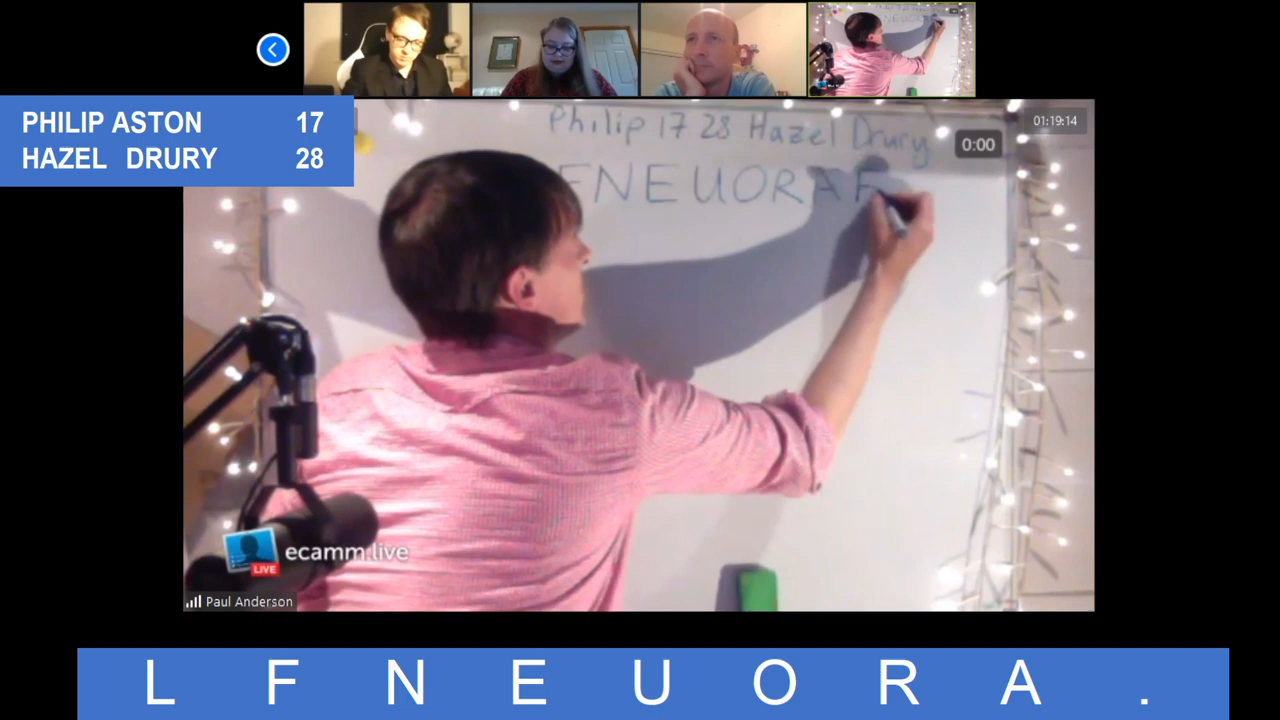 PHILIP ASTON 17
HAZEL DRURY 28
Philip 17 28 Hazel Drury
01:19:14
0:00
FNEUORAF
ecamm.live
LIVE
Paul Anderson
L F N E U O R A .